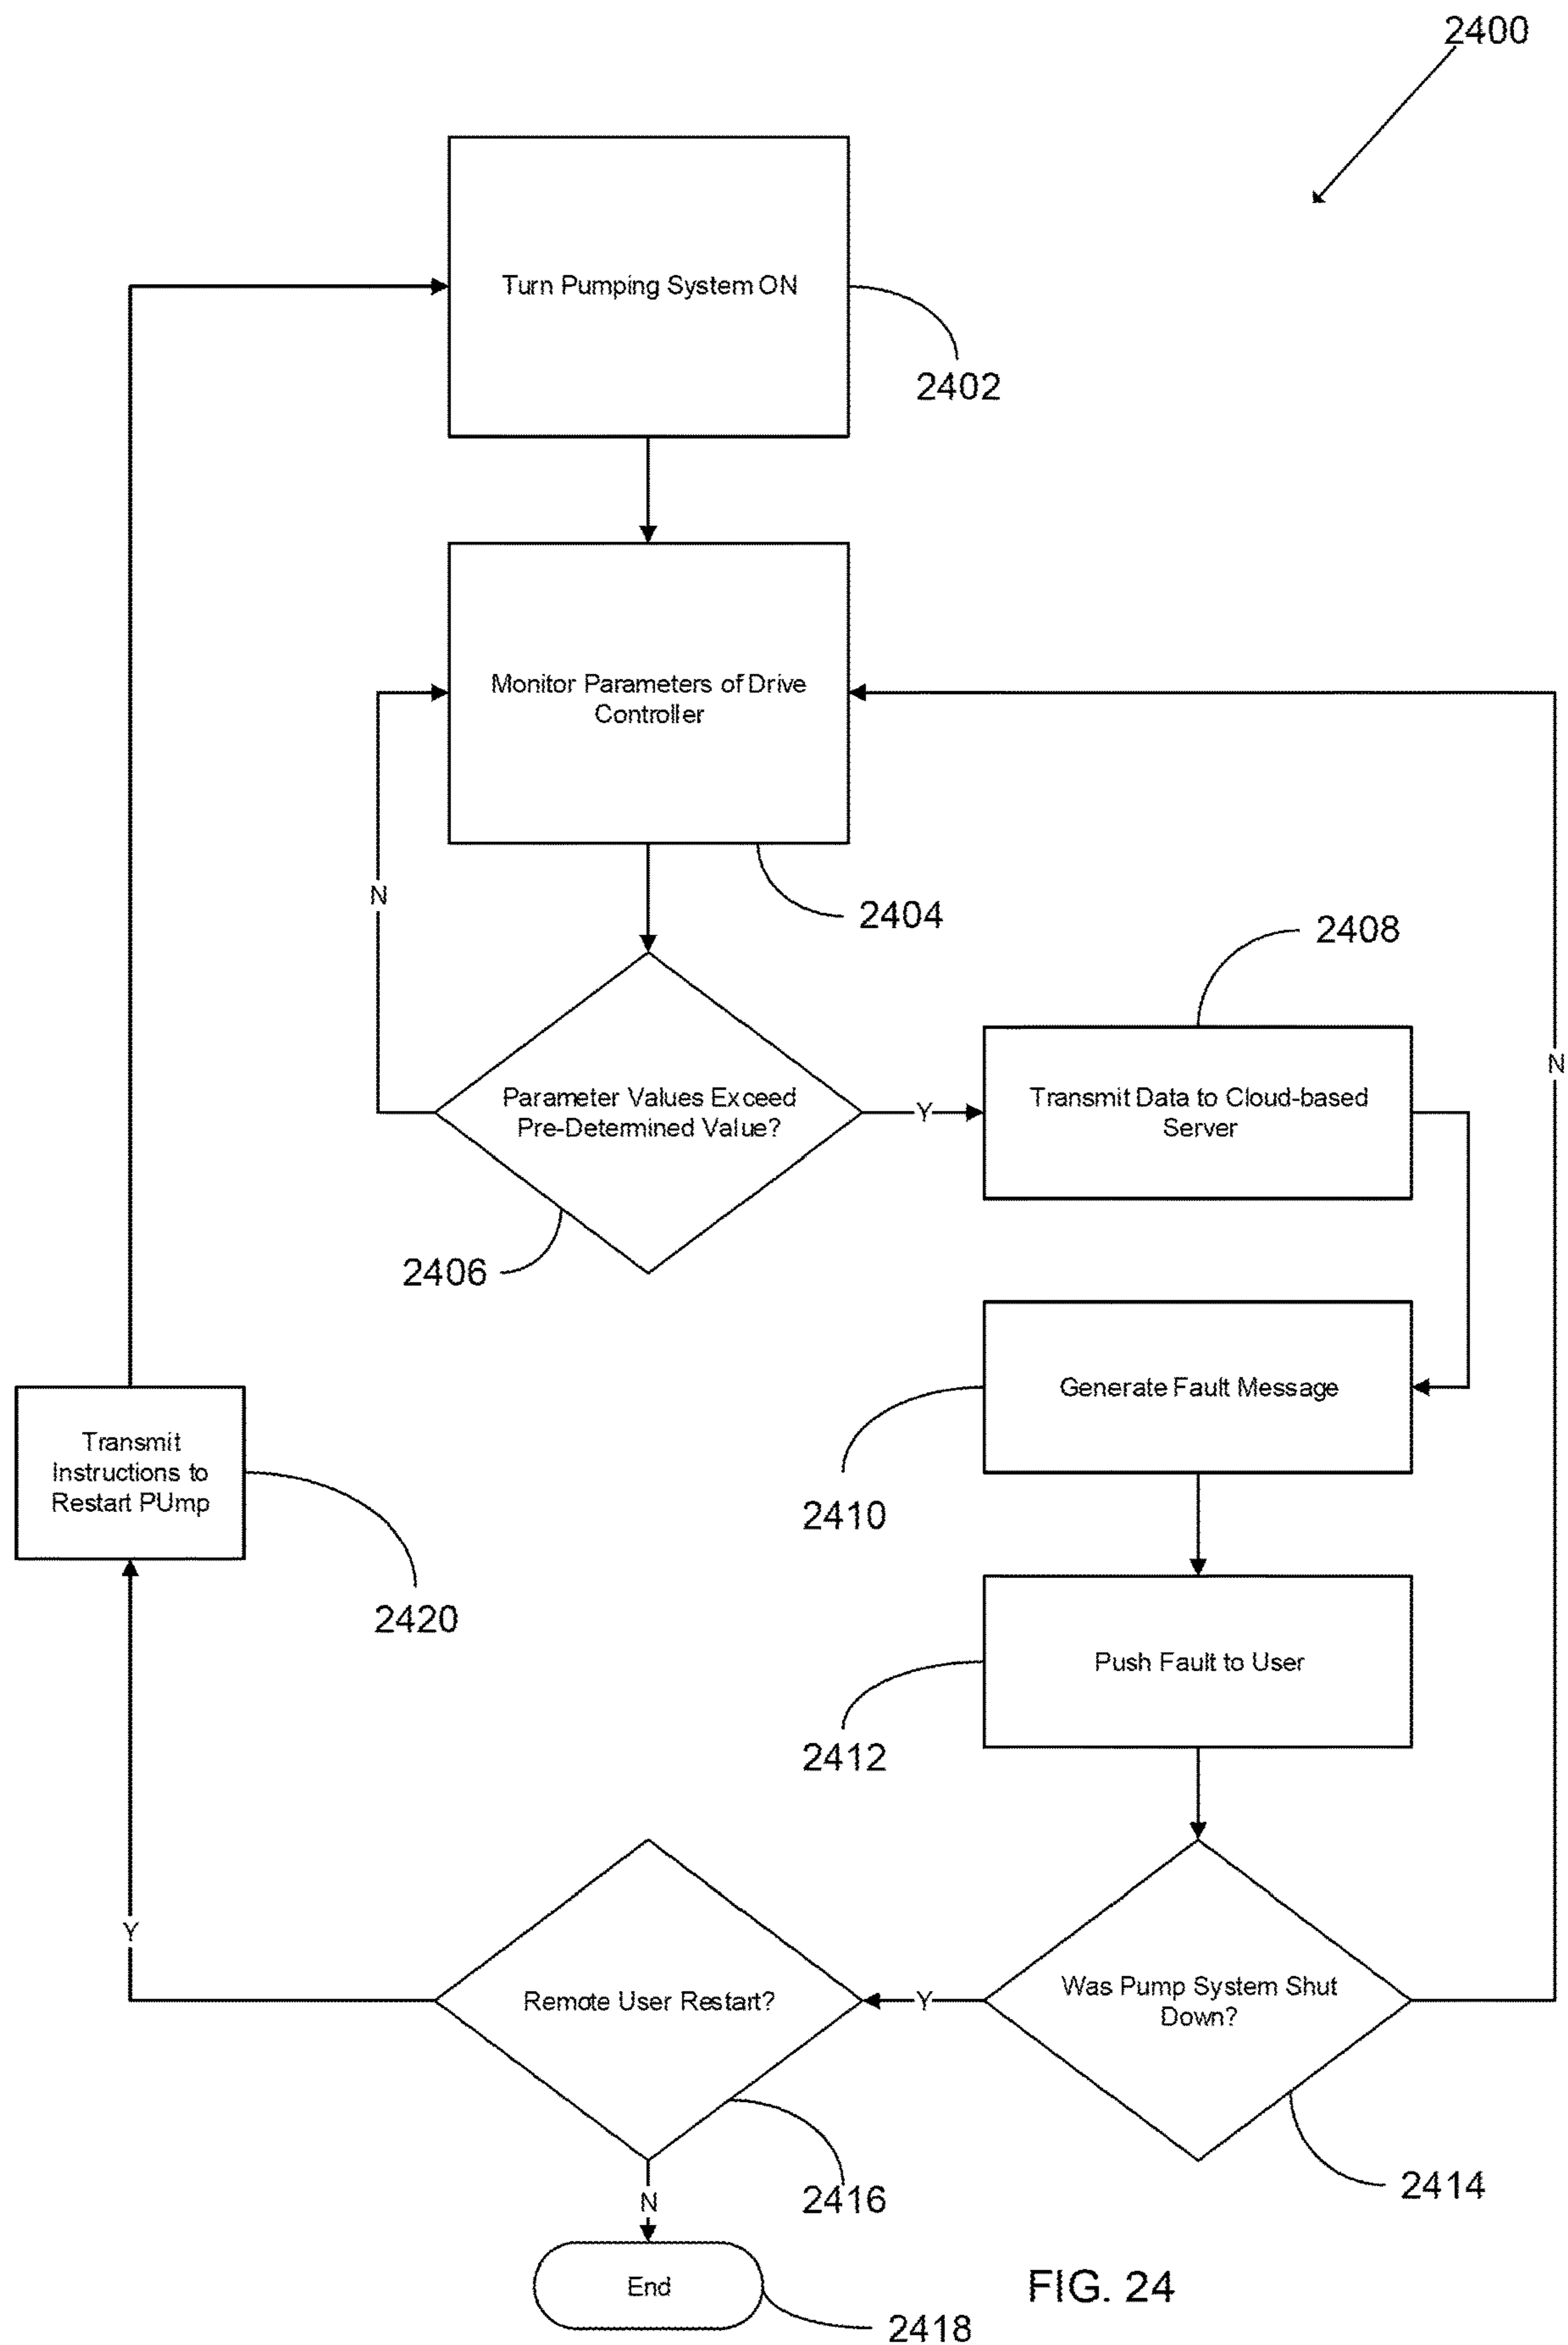 2400
Turn Pumping System ON
2402
Monitor Parameters of Drive
Controller
2404
N
2408
Parameter Values Exceed
Pre-Determined Value?
Y
Transmit Data to Cloud-based
Server
N
2406
Generate Fault Message
2410
Transmit
Instructions to
Restart PUmp
2420
Push Fault to User
2412
Y
Remote User Restart?
Y
Was Pump System Shut
Down?
2416
2414
N
End
2418
FIG. 24